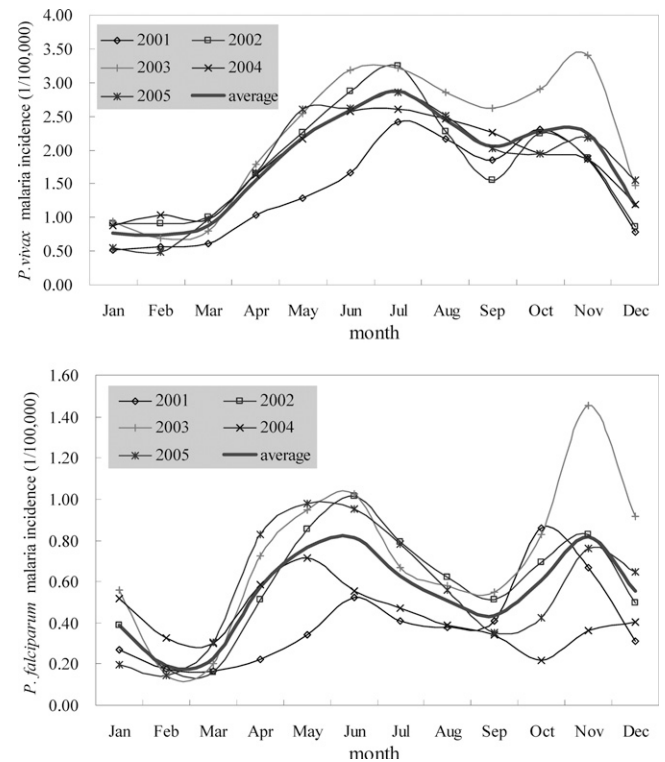 P.vivax malaria incidence (1/100,000)
4.00
3.50
3.00
2.50
2.00
1.50
1.00
0.50
0.00
2001 2002
2003 2004
2005 average
Jan Feb Mar Apr May Jun Jul Aug Sep Oct Nov Dec
month
P. falciparum malaria incidence (1/100,000)
1.60
1.40
1.20
1.00
0.80
0.60
0.40
0.20
0.00
2001 2002
2003 2004
2005 average
Jan Feb Mar Apr May Jun Jul Aug Sep Oct Nov Dec
month